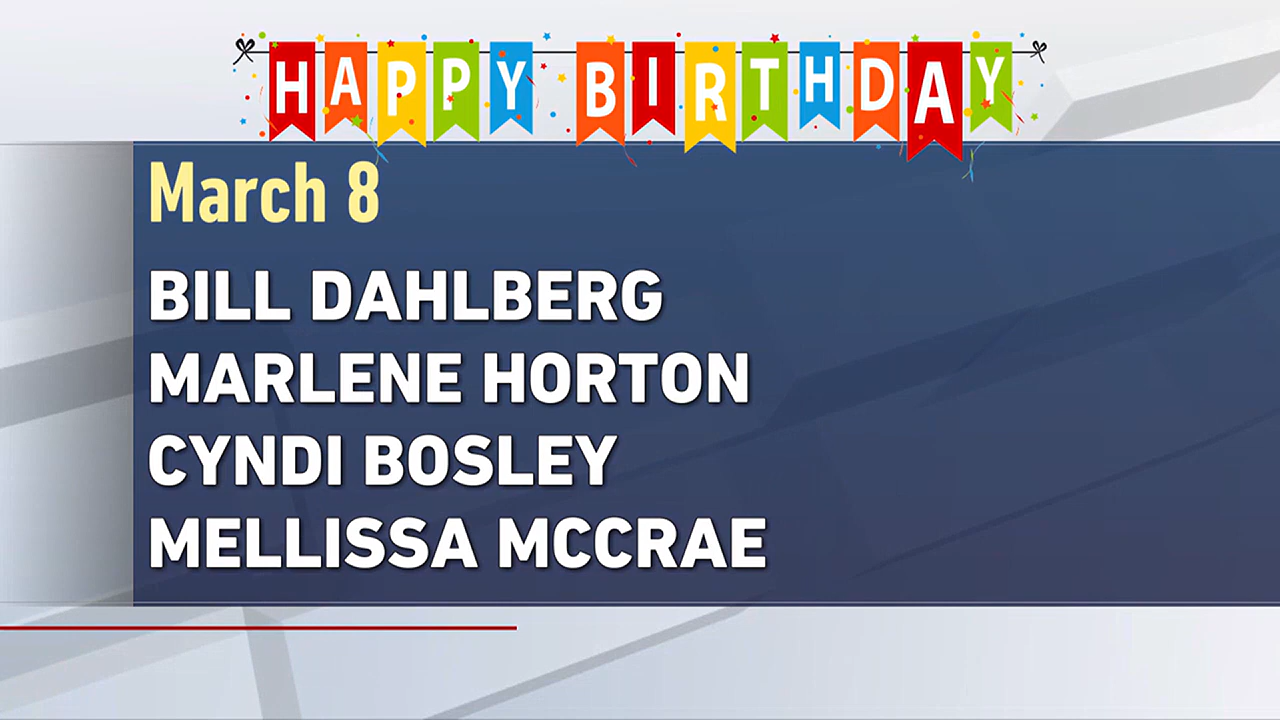 HAPPY BIRTHDAY
March 8
BILL DAHLBERG
MARLENE HORTON
CYNDI BOSLEY
MELLISSA MCCRAE